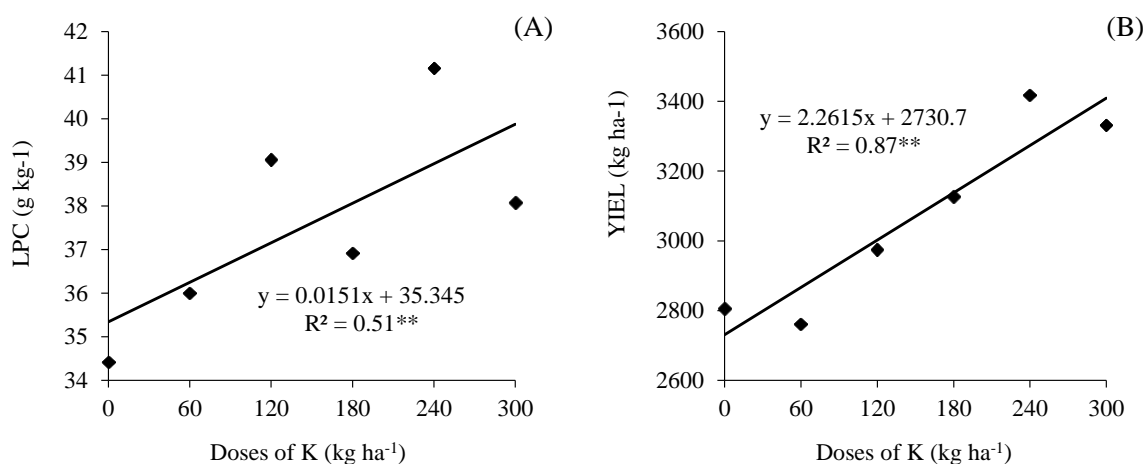 (A)
42
41
40
39
38
37
36
35
34
LPC (g kg-1)
y = 0.0151x + 35.345
R² = 0.51**
0 60 120 180 240 300
Doses of K (kg ha⁻¹)
(B)
3600
3400
3200
3000
2800
2600
YIEL (kg ha-1)
y = 2.2615x + 2730.7
R² = 0.87**
0 60 120 180 240 300
Doses of K (kg ha⁻¹)